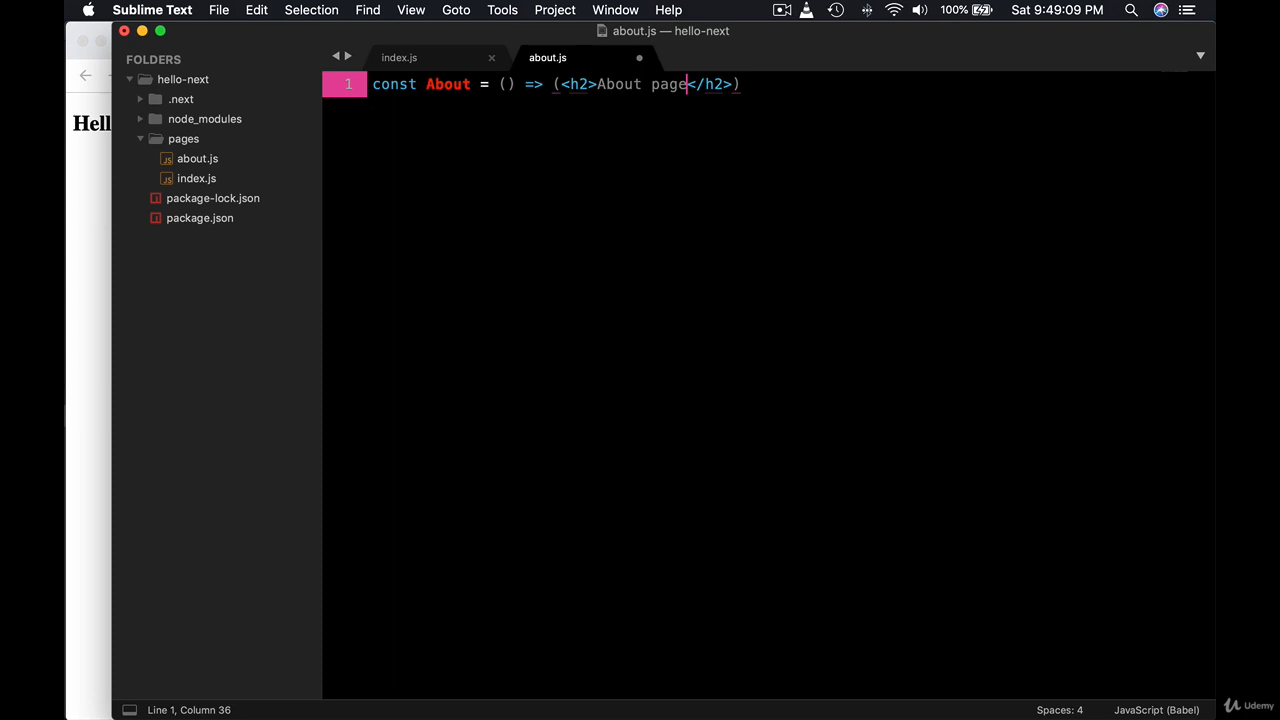 Sublime Text File Edit Selection Find View Goto Tools Project Window Help 100% Sat 9:49:09 PM
about.js — hello-next
FOLDERS
hello-next
.next
node_modules
pages
about.js
index.js
package-lock.json
package.json
index.js about.js
1 const About = () => (<h2>About page</h2>)
Hell
Line 1, Column 36 Spaces: 4 JavaScript (Babel)
Udemy